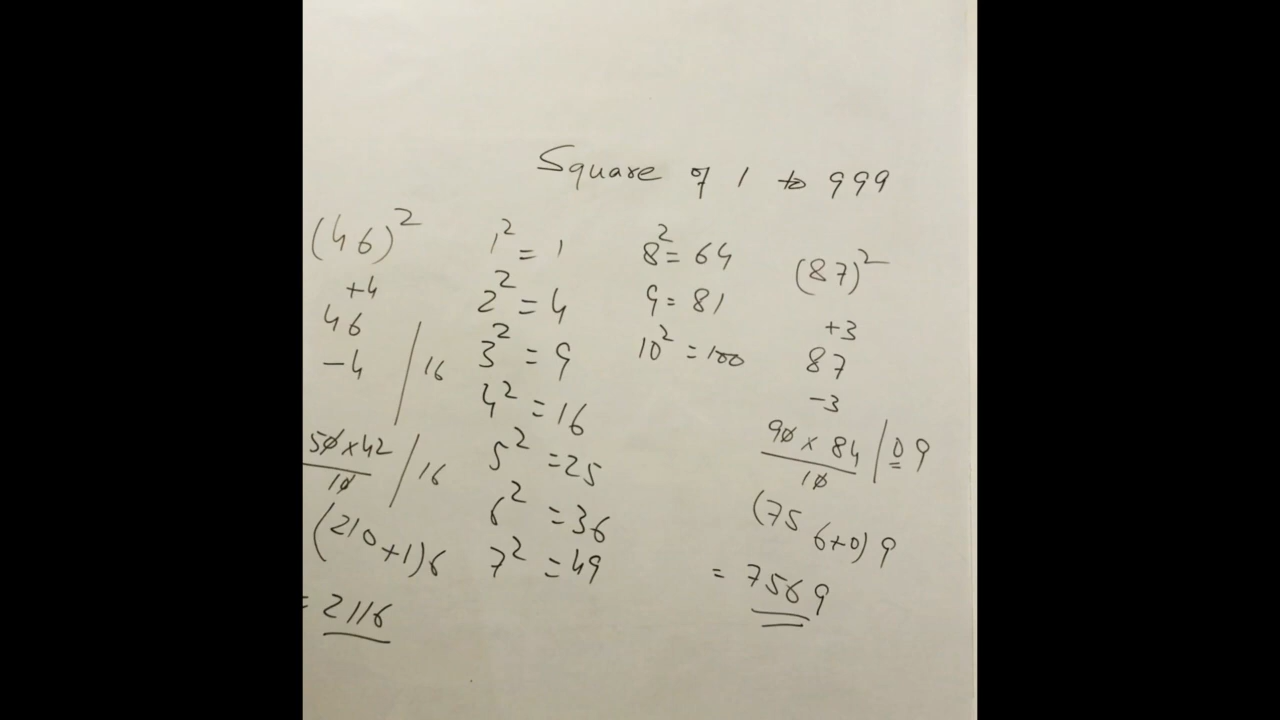 Square of 1 to 999
(46)²
+4
46
-4 / 16
50×42 / 16
10
(210+1)6
= 2116
1² = 1
2² = 4
3² = 9
4² = 16
5² = 25
6² = 36
7² = 49
8² = 64
9 = 81
10² = 100
(87)²
+3
87
-3
90 × 84 / 09
10
(75 6+0) 9
= 7569